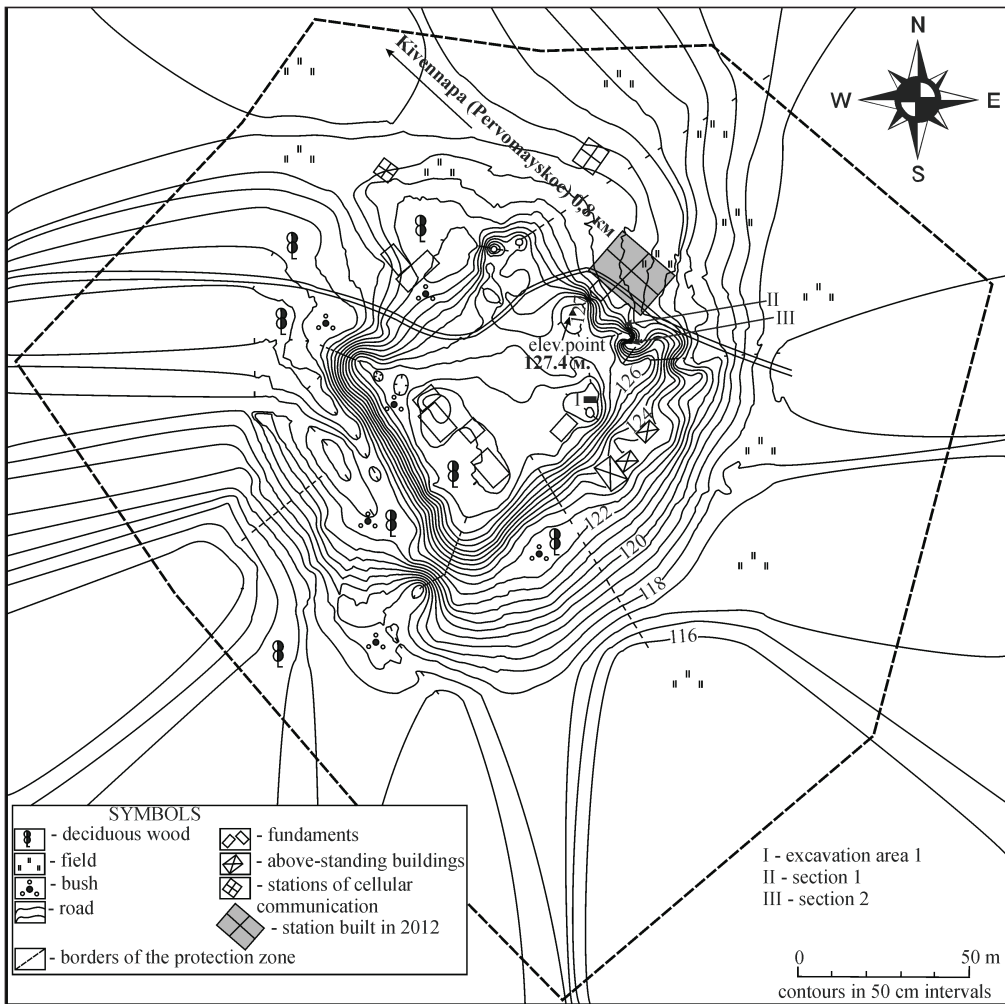 Kivennapa (Pervomayskoe) 0,8 км
N
W
E
S
II
III
12
elev.point
127.4 м.
I
126
124
122
120
118
116
SYMBOLS
- deciduous wood
- field
- bush
- road
- borders of the protection zone
- fundaments
- above-standing buildings
- stations of cellular
communication
- station built in 2012
I - excavation area 1
II - section 1
III - section 2
0
50 m
contours in 50 cm intervals